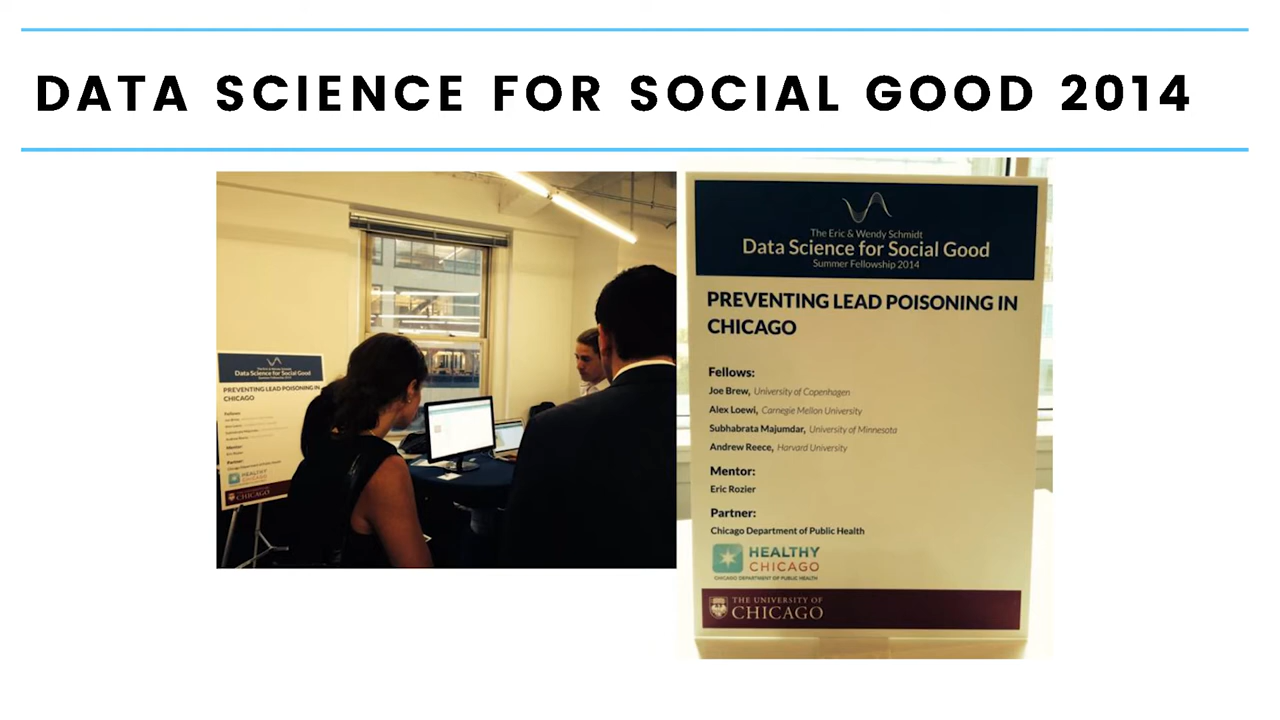 DATA SCIENCE FOR SOCIAL GOOD 2014
Data Science for Social Good
PREVENTING LEAD POISONING IN
CHICAGO
HEALTHY
CHICAGO
The Eric & Wendy Schmidt
Data Science for Social Good
Summer Fellowship 2014
PREVENTING LEAD POISONING IN
CHICAGO
Fellows:
Joe Brew, University of Copenhagen
Alex Loewi, Carnegie Mellon University
Subhabrata Majumdar, University of Minnesota
Andrew Reece, Harvard University
Mentor:
Eric Rozier
Partner:
Chicago Department of Public Health
HEALTHY
CHICAGO
CHICAGO DEPARTMENT OF PUBLIC HEALTH
THE UNIVERSITY OF
CHICAGO